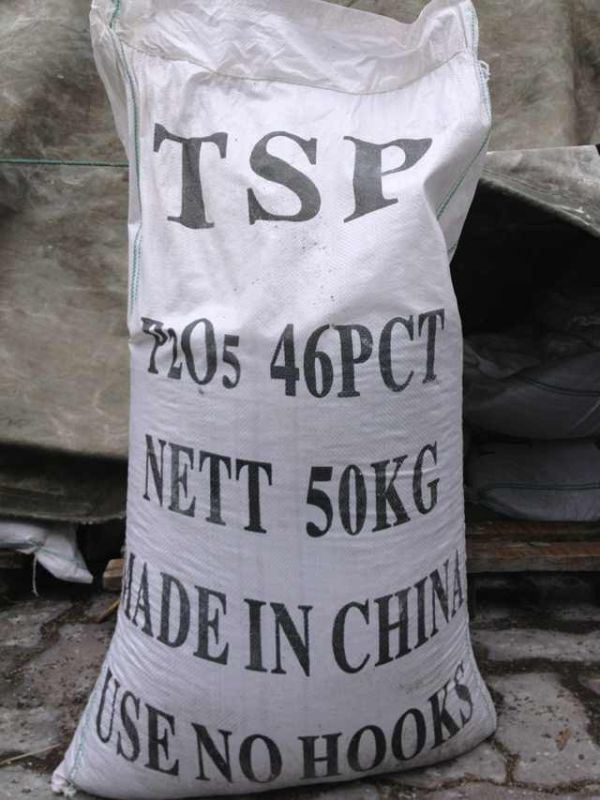 TSP
P2O5 46PCT
NETT 50KG
MADE IN CHINA
USE NO HOOKS